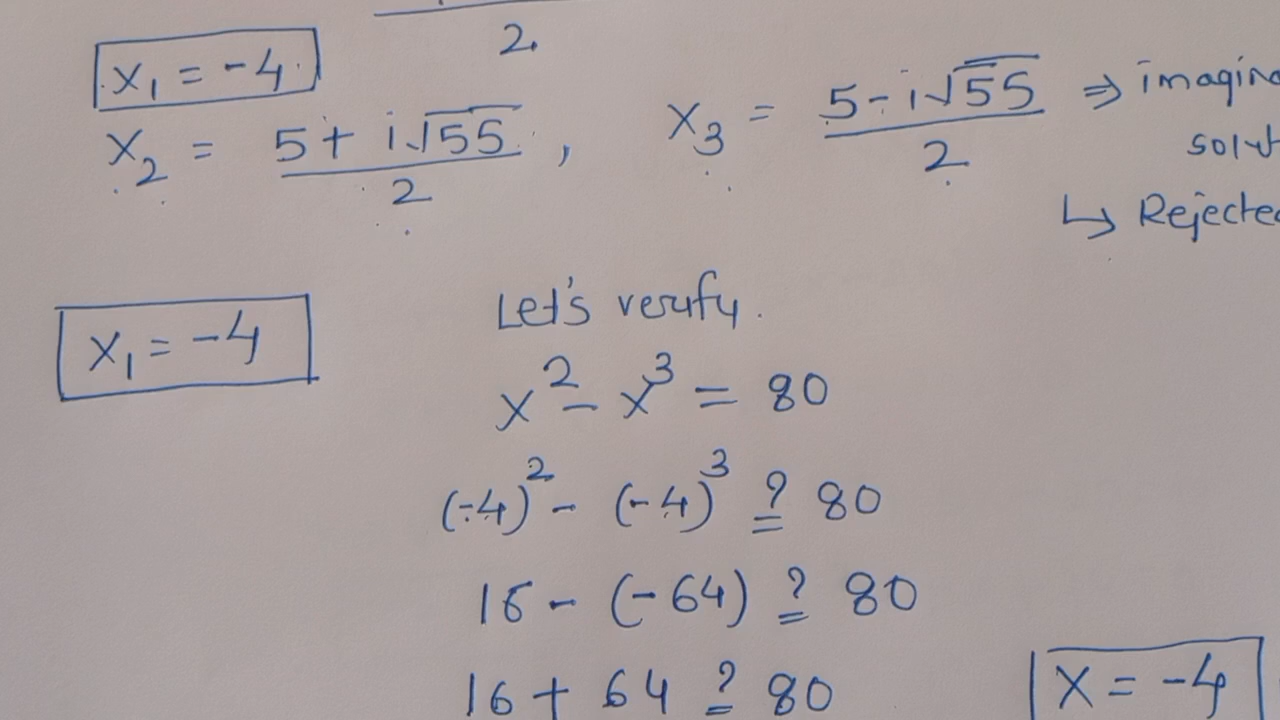 2
x₁ = -4
x₂ = (5 + i√55)/2 , x₃ = (5 - i√55)/2 ⇒ imagina
solut
↳ Rejecte
x₁ = -4
Let's verify.
x² - x³ = 80
(-4)² - (-4)³ ≟ 80
16 - (-64) ≟ 80
16 + 64 ≟ 80
x = -4